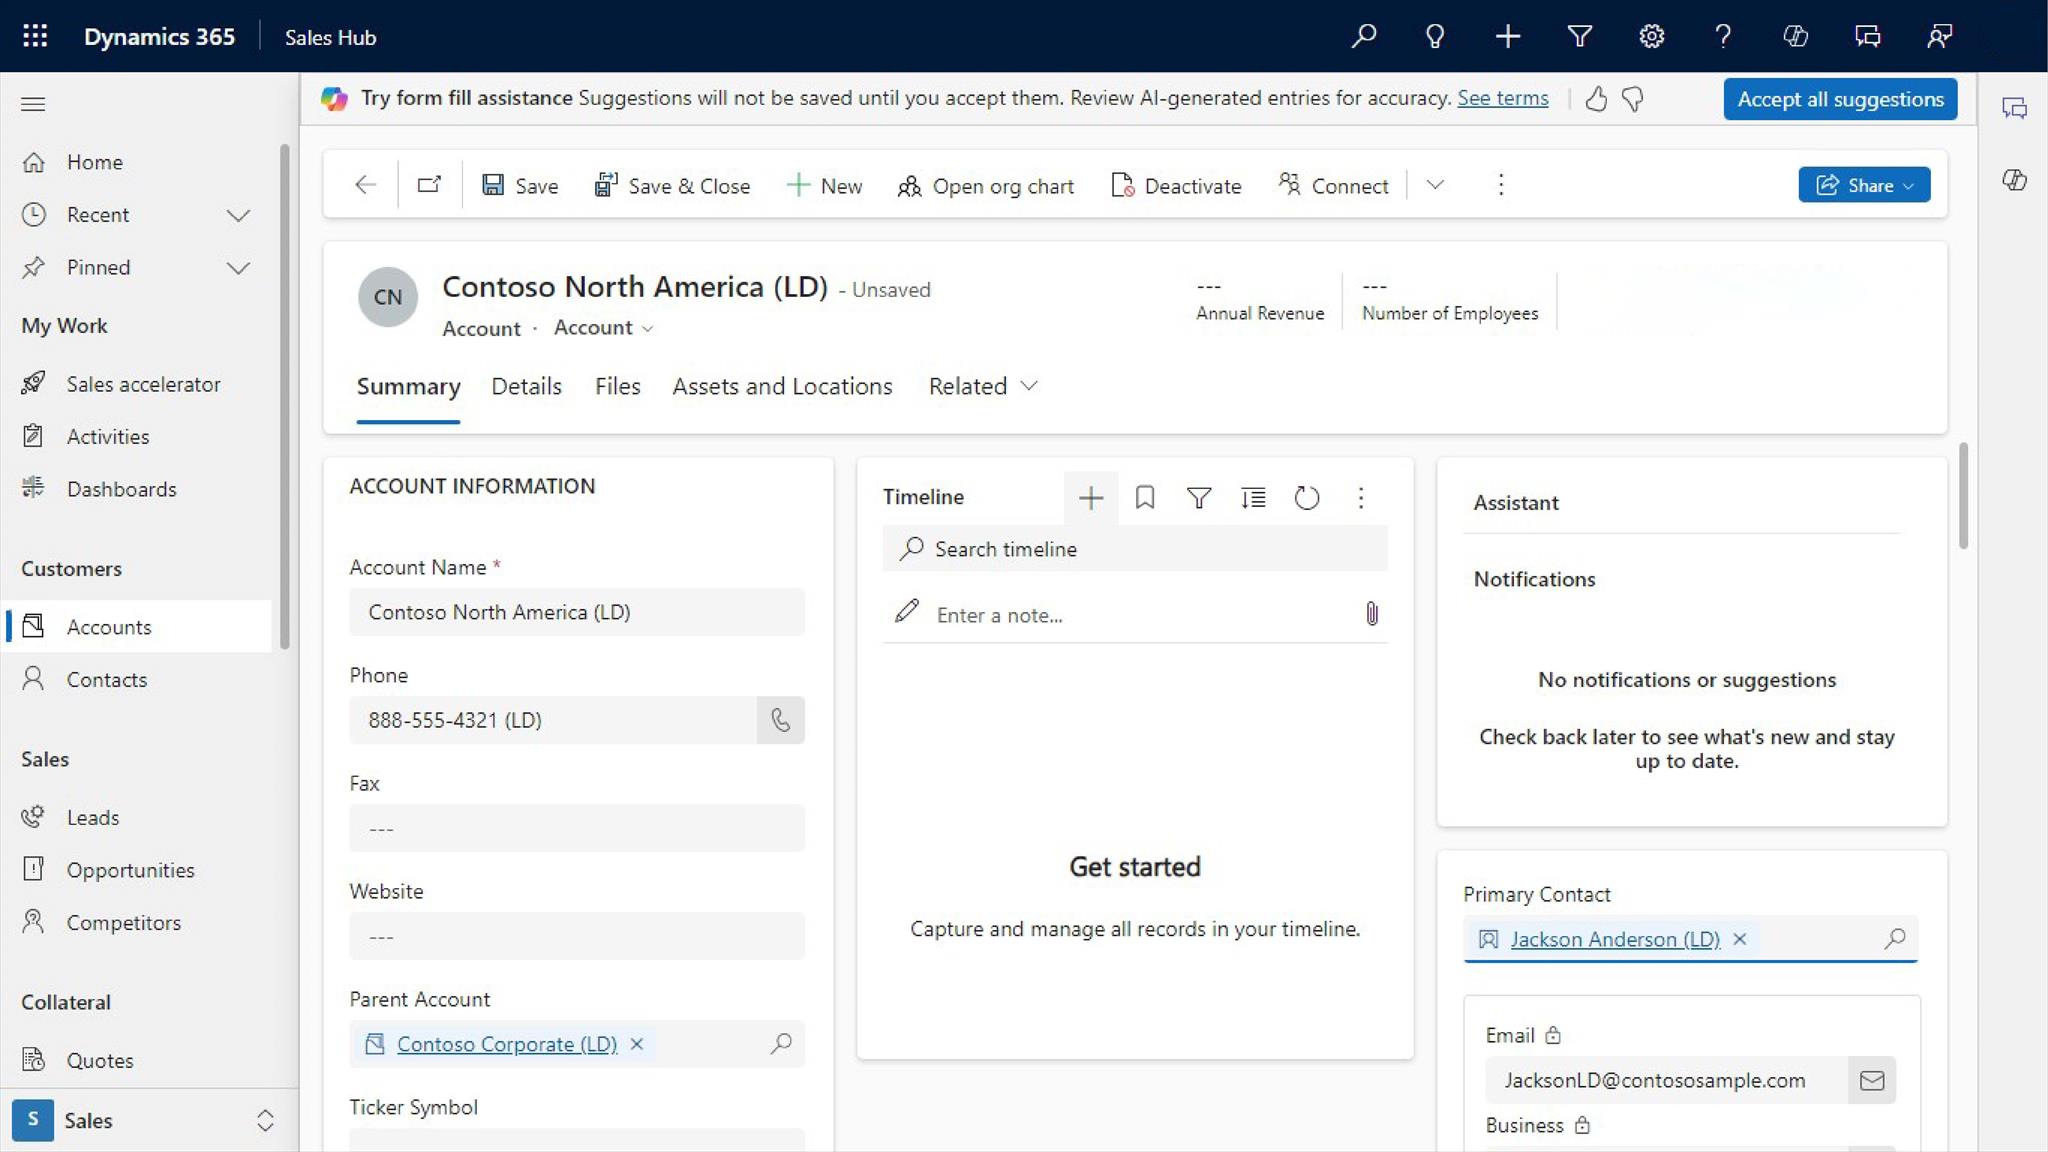 Dynamics 365 Sales Hub
Try form fill assistance Suggestions will not be saved until you accept them. Review AI-generated entries for accuracy. See terms Accept all suggestions
Home
Recent
Pinned
My Work
Sales accelerator
Activities
Dashboards
Customers
Accounts
Contacts
Sales
Leads
Opportunities
Competitors
Collateral
Quotes
S Sales
Save Save & Close New Open org chart Deactivate Connect Share
CN
Contoso North America (LD) - Unsaved
Account · Account
---
Annual Revenue
---
Number of Employees
Summary Details Files Assets and Locations Related
ACCOUNT INFORMATION
Account Name *
Contoso North America (LD)
Phone
888-555-4321 (LD)
Fax
---
Website
---
Parent Account
Contoso Corporate (LD)
Ticker Symbol
Timeline
Search timeline
Enter a note...
Get started
Capture and manage all records in your timeline.
Assistant
Notifications
No notifications or suggestions
Check back later to see what's new and stay
up to date.
Primary Contact
Jackson Anderson (LD)
Email
JacksonLD@contososample.com
Business